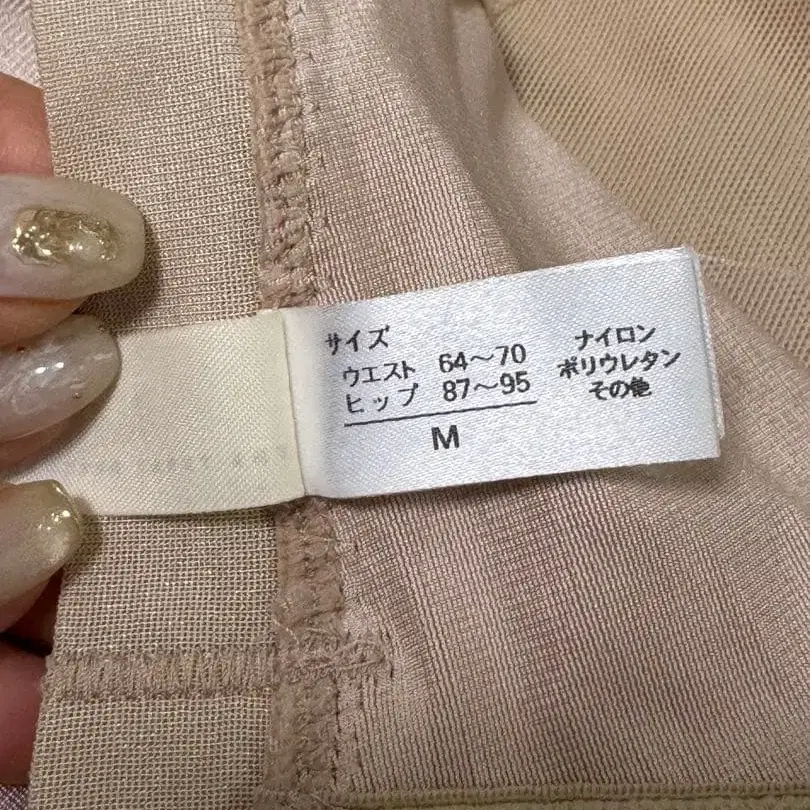 サイズ
ウエスト 64〜70
ヒップ 87〜95
M
ナイロン
ポリウレタン
その他